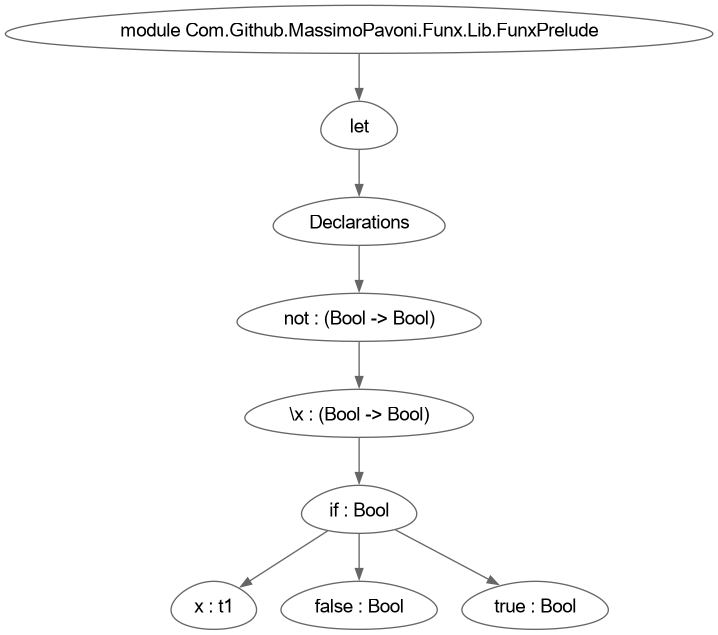 module Com.Github.MassimoPavoni.Funx.Lib.FunxPrelude
let
Declarations
not : (Bool -> Bool)
\x : (Bool -> Bool)
if : Bool
x : t1
false : Bool
true : Bool